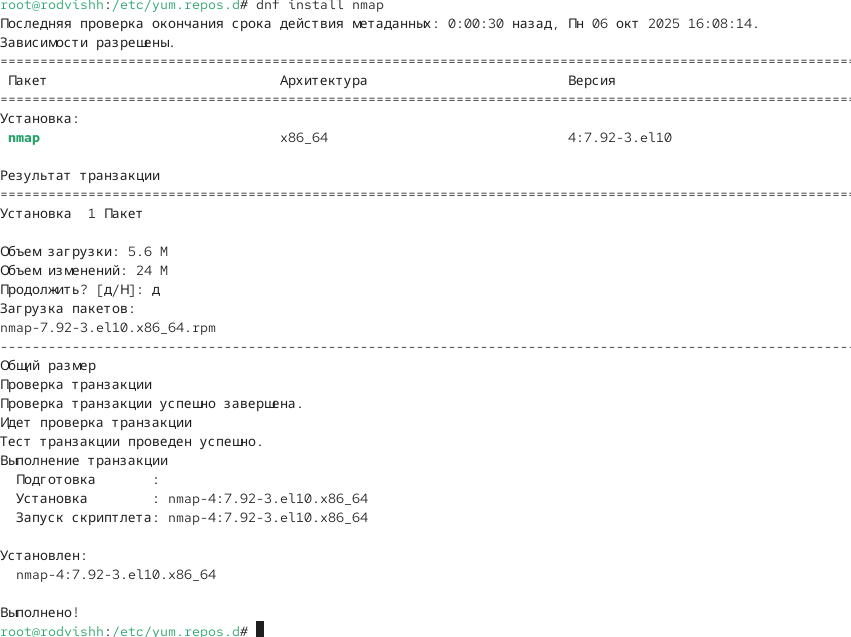 root@rodvishh:/etc/yum.repos.d# dnf install nmap
Последняя проверка окончания срока действия метаданных: 0:00:30 назад, Пн 06 окт 2025 16:08:14.
Зависимости разрешены.
================================================================================
Пакет Архитектура Версия
================================================================================
Установка:
nmap x86_64 4:7.92-3.el10
Результат транзакции
================================================================================
Установка 1 Пакет
Объем загрузки: 5.6 M
Объем изменений: 24 M
Продолжить? [д/Н]: д
Загрузка пакетов:
nmap-7.92-3.el10.x86_64.rpm
--------------------------------------------------------------------------------
Общий размер
Проверка транзакции
Проверка транзакции успешно завершена.
Идет проверка транзакции
Тест транзакции проведен успешно.
Выполнение транзакции
Подготовка :
Установка : nmap-4:7.92-3.el10.x86_64
Запуск скриптлета: nmap-4:7.92-3.el10.x86_64
Установлен:
nmap-4:7.92-3.el10.x86_64
Выполнено!
root@rodvishh:/etc/yum.repos.d#